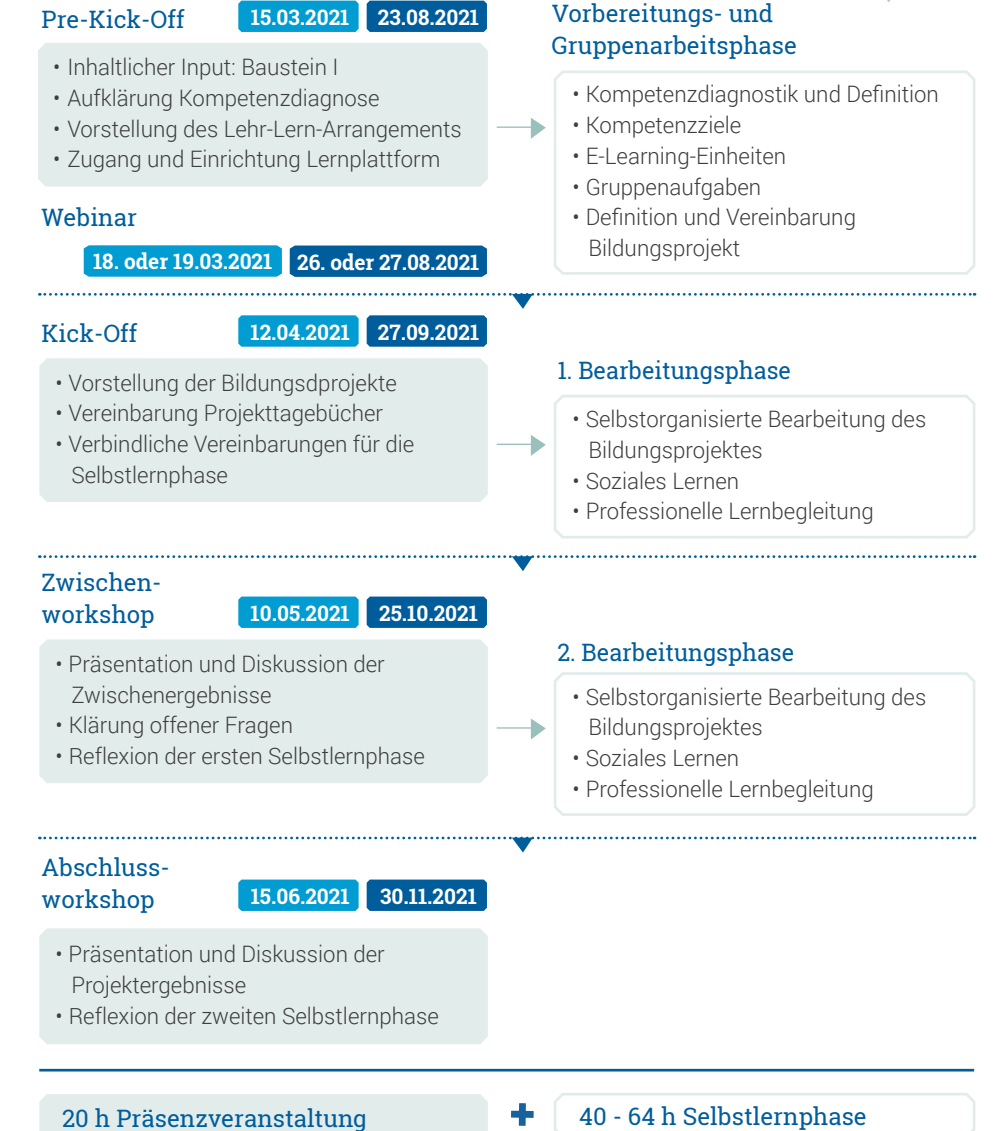 Pre-Kick-Off 15.03.2021 23.08.2021
• Inhaltlicher Input: Baustein I
• Aufklärung Kompetenzdiagnose
• Vorstellung des Lehr-Lern-Arrangements
• Zugang und Einrichtung Lernplattform
Webinar
18. oder 19.03.2021 26. oder 27.08.2021
Vorbereitungs- und
Gruppenarbeitsphase
• Kompetenzdiagnostik und Definition
• Kompetenzziele
• E-Learning-Einheiten
• Gruppenaufgaben
• Definition und Vereinbarung
Bildungsprojekt
Kick-Off 12.04.2021 27.09.2021
• Vorstellung der Bildungsdprojekte
• Vereinbarung Projekttagebücher
• Verbindliche Vereinbarungen für die
Selbstlernphase
1. Bearbeitungsphase
• Selbstorganisierte Bearbeitung des
Bildungsprojektes
• Soziales Lernen
• Professionelle Lernbegleitung
Zwischen-
workshop 10.05.2021 25.10.2021
• Präsentation und Diskussion der
Zwischenergebnisse
• Klärung offener Fragen
• Reflexion der ersten Selbstlernphase
2. Bearbeitungsphase
• Selbstorganisierte Bearbeitung des
Bildungsprojektes
• Soziales Lernen
• Professionelle Lernbegleitung
Abschluss-
workshop 15.06.2021 30.11.2021
• Präsentation und Diskussion der
Projektergebnisse
• Reflexion der zweiten Selbstlernphase
20 h Präsenzveranstaltung + 40 - 64 h Selbstlernphase